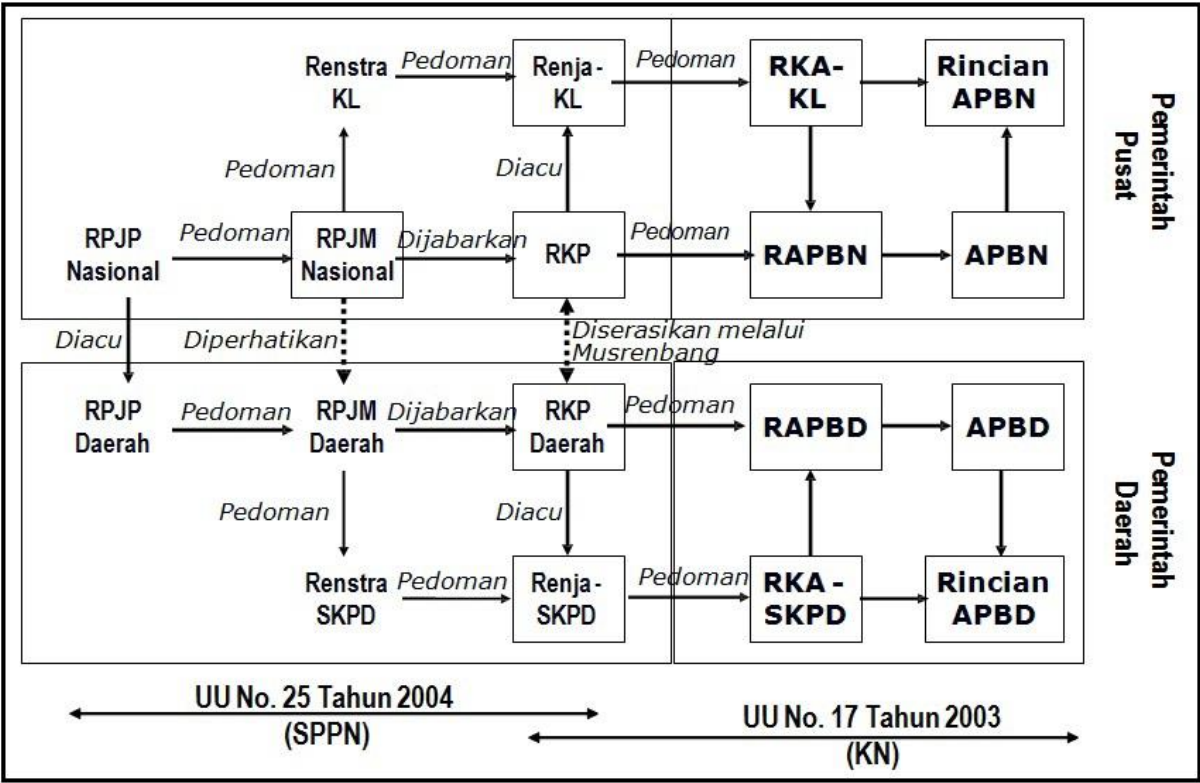 Renstra
KL
Pedoman
Renja -
KL
Pedoman
RKA-
KL
Rincian
APBN
Pemerintah
Pusat
Pedoman
Diacu
RPJP
Nasional
Pedoman
RPJM
Nasional
Dijabarkan
RKP
Pedoman
RAPBN
APBN
Diacu
Diperhatikan
Diserasikan melalui
Musrenbang
RPJP
Daerah
Pedoman
RPJM
Daerah
Dijabarkan
RKP
Daerah
Pedoman
RAPBD
APBD
Pemerintah
Daerah
Pedoman
Diacu
Renstra
SKPD
Pedoman
Renja-
SKPD
Pedoman
RKA -
SKPD
Rincian
APBD
UU No. 25 Tahun 2004
(SPPN)
UU No. 17 Tahun 2003
(KN)